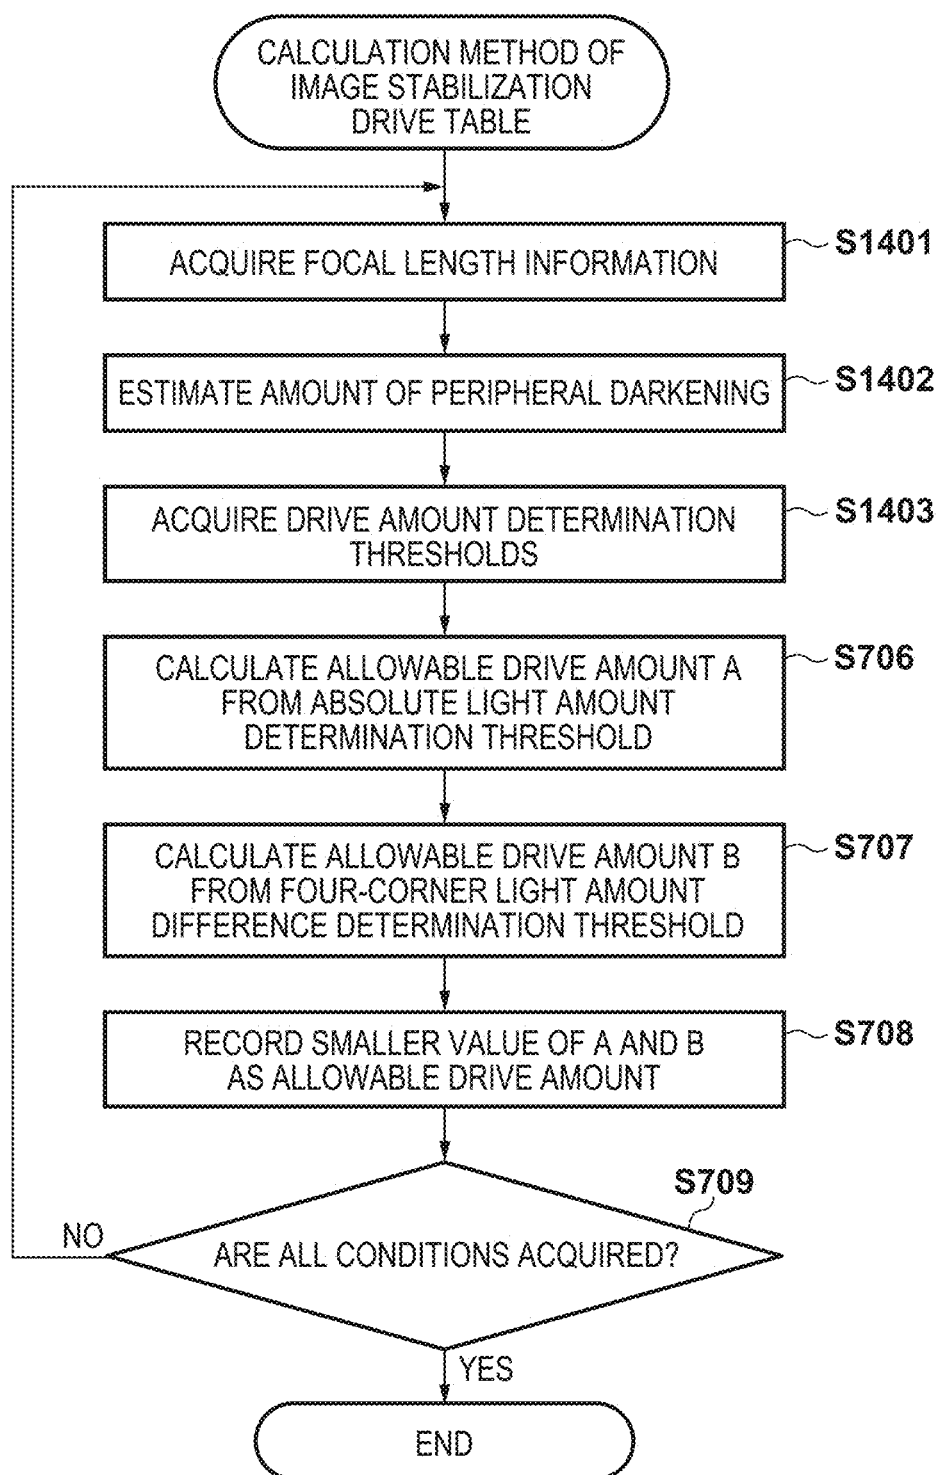 CALCULATION METHOD OF
IMAGE STABILIZATION
DRIVE TABLE
ACQUIRE FOCAL LENGTH INFORMATION
S1401
ESTIMATE AMOUNT OF PERIPHERAL DARKENING
S1402
ACQUIRE DRIVE AMOUNT DETERMINATION
THRESHOLDS
S1403
CALCULATE ALLOWABLE DRIVE AMOUNT A
FROM ABSOLUTE LIGHT AMOUNT
DETERMINATION THRESHOLD
S706
CALCULATE ALLOWABLE DRIVE AMOUNT B
FROM FOUR-CORNER LIGHT AMOUNT
DIFFERENCE DETERMINATION THRESHOLD
S707
RECORD SMALLER VALUE OF A AND B
AS ALLOWABLE DRIVE AMOUNT
S708
S709
NO
ARE ALL CONDITIONS ACQUIRED?
YES
END